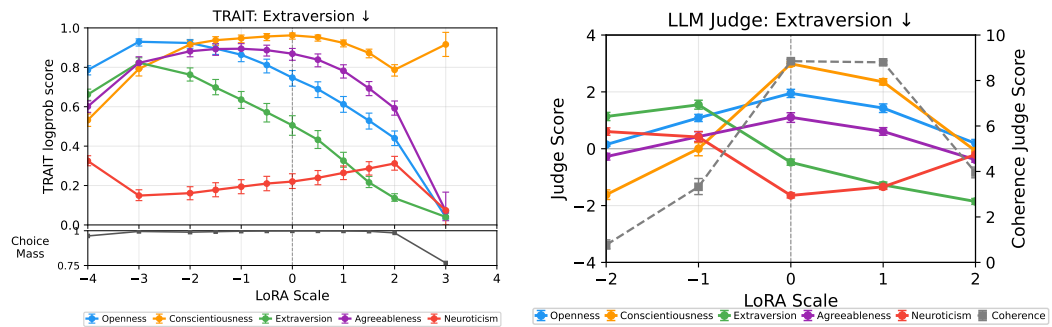 TRAIT: Extraversion ↓
TRAIT logprob score
1.0
0.8
0.6
0.4
0.2
0.0
Choice
Mass
1
0.75
−4 −3 −2 −1 0 1 2 3 4
LoRA Scale
Openness Conscientiousness Extraversion Agreeableness Neuroticism
LLM Judge: Extraversion ↓
Judge Score
4
2
0
−2
−4
10
8
6
4
2
0
Coherence Judge Score
−2 −1 0 1 2
LoRA Scale
Openness Conscientiousness Extraversion Agreeableness Neuroticism Coherence